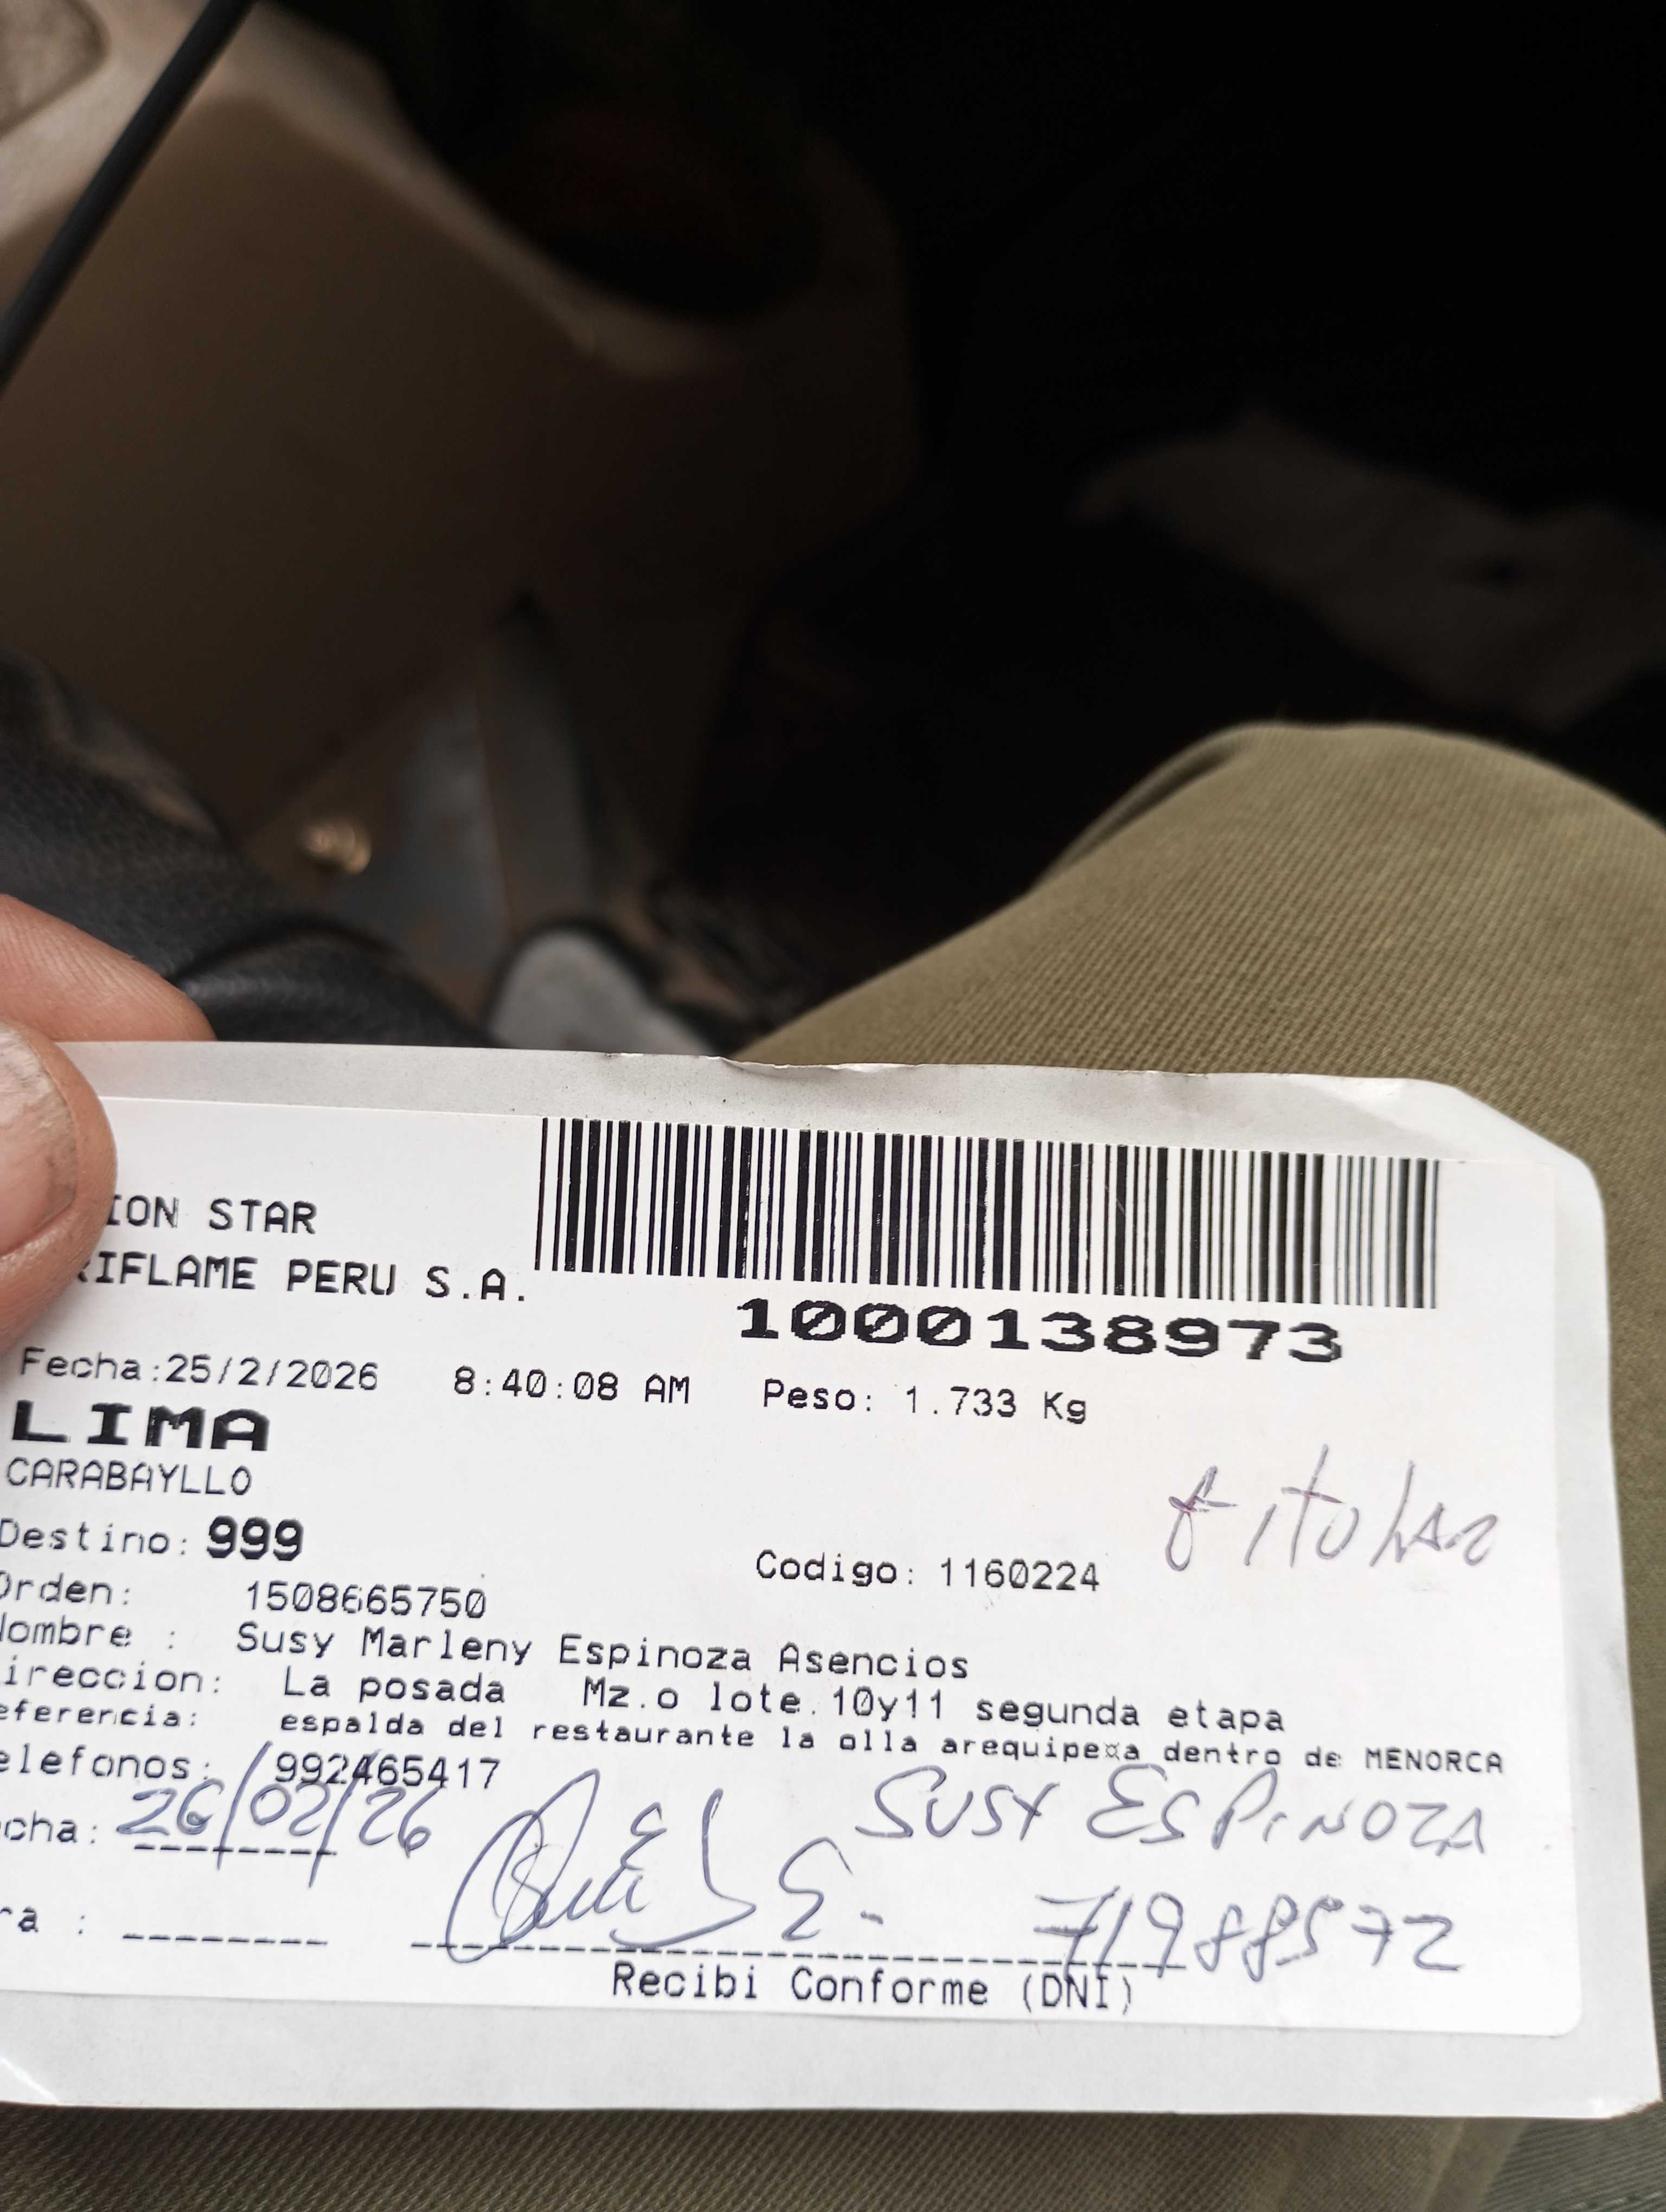 ION STAR
RIFLAME PERU S.A.
1000138973
Fecha:25/2/2026 8:40:08 AM Peso: 1.733 Kg
LIMA
CARABAYLLO
titular
Destino: 999
Codigo: 1160224
Orden: 1508665750
Nombre : Susy Marleny Espinoza Asencios
ireccion: La posada Mz.o lote.10y11 segunda etapa
eferencia: espalda del restaurante la olla arequipexa dentro de MENORCA
elefonos: 992465417
SUSY ESPINOZA
cha: 26/02/26
ra :
71988572
Recibi Conforme (DNI)